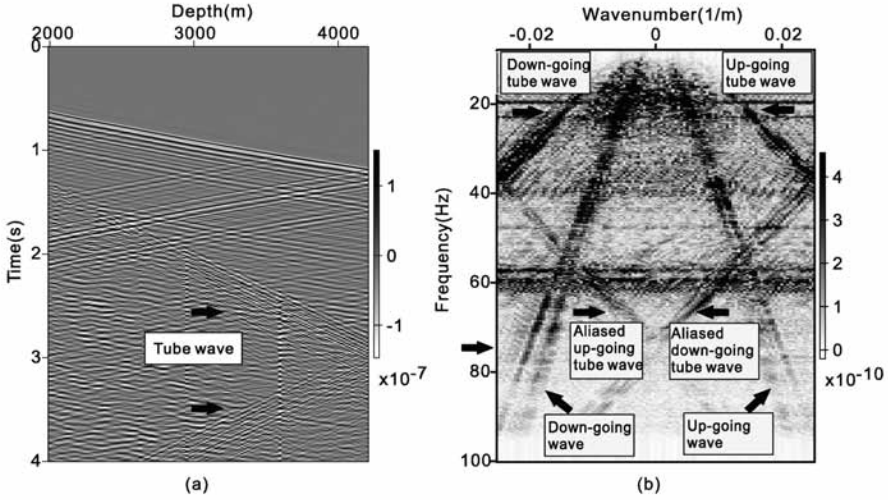 Depth(m)
2000
3000
4200
0
1
2
3
4
Time(s)
Tube wave
1
0
-1
x10-7
(a)
Wavenumber(1/m)
-0.02
0
0.02
Down-going
tube wave
Up-going
tube wave
20
40
60
80
100
Frequency(Hz)
Aliased
up-going
tube wave
Aliased
down-going
tube wave
Down-going
wave
Up-going
wave
4
3
2
1
0
x10-10
(b)